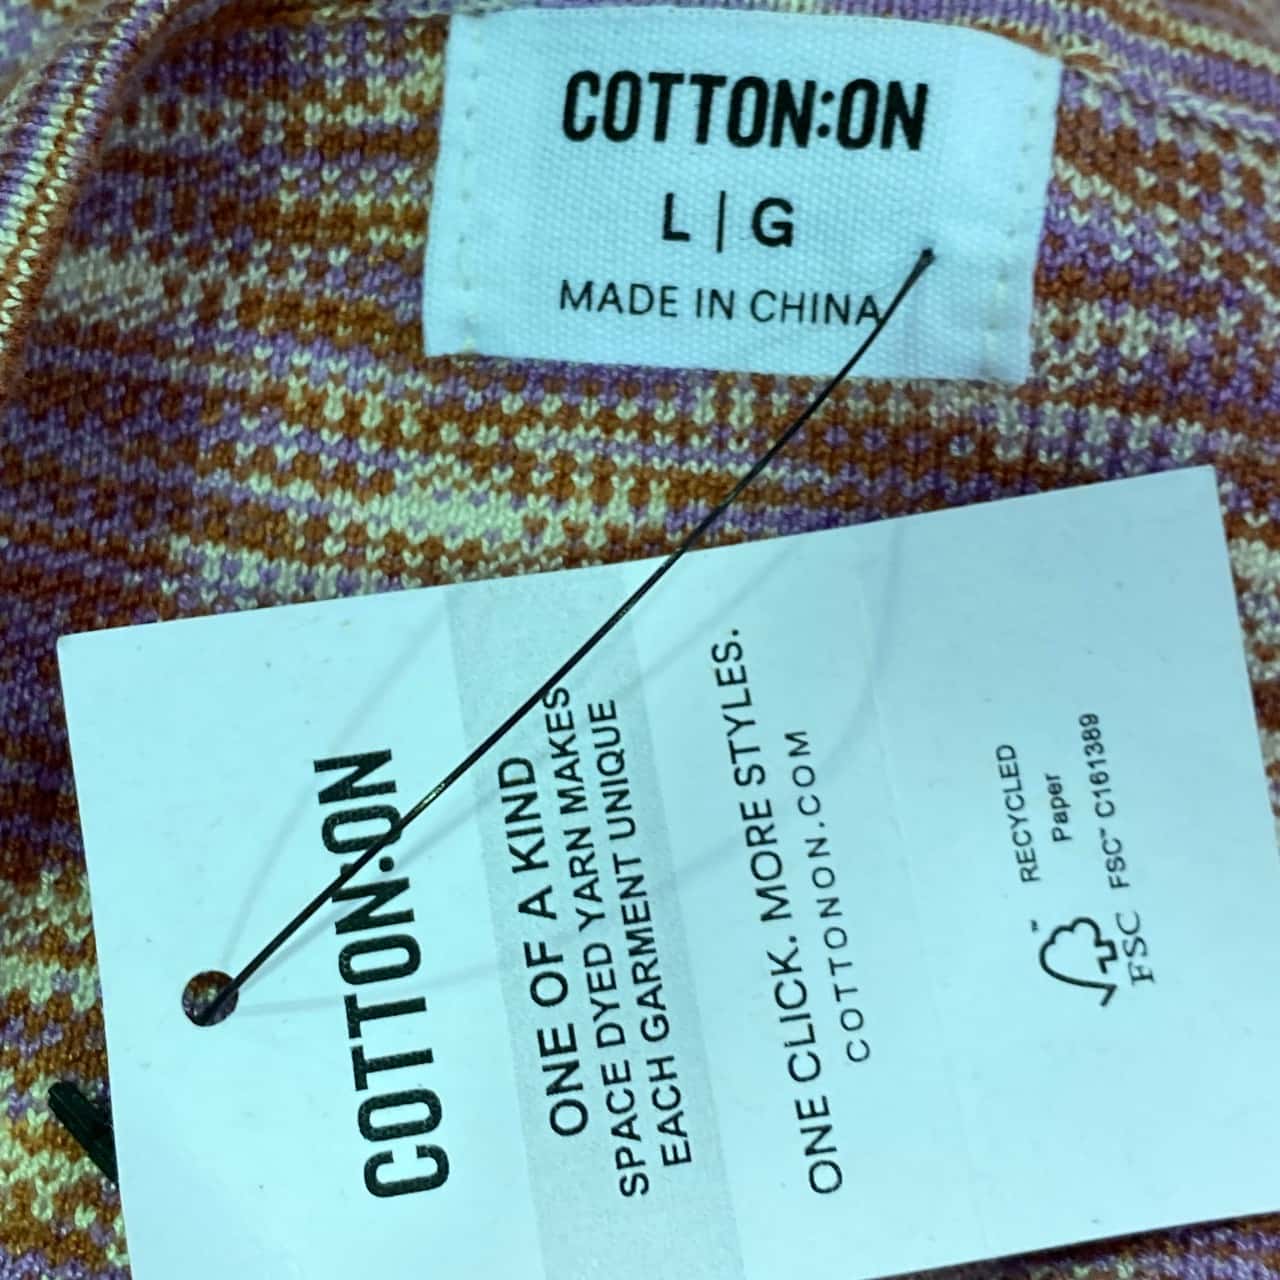 COTTON:ON
L | G
MADE IN CHINA
COTTON:ON
ONE OF A KIND
SPACE DYED YARN MAKES
EACH GARMENT UNIQUE
ONE CLICK. MORE STYLES.
COTTONON.COM
™
FSC
RECYCLED
Paper
FSC™ C161389